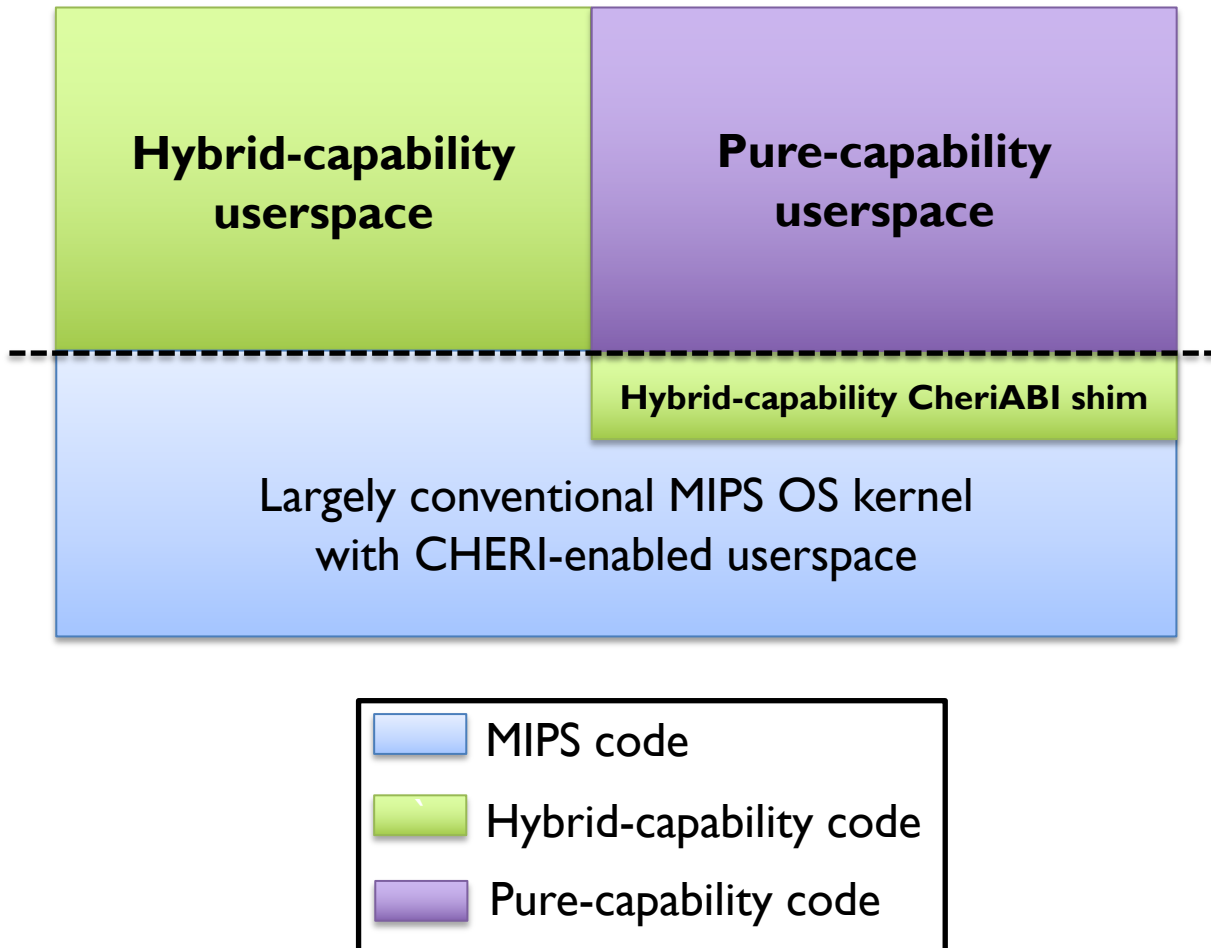 Hybrid-capability
userspace
Pure-capability
userspace
Hybrid-capability CheriABI shim
Largely conventional MIPS OS kernel
with CHERI-enabled userspace
MIPS code
`
Hybrid-capability code
Pure-capability code